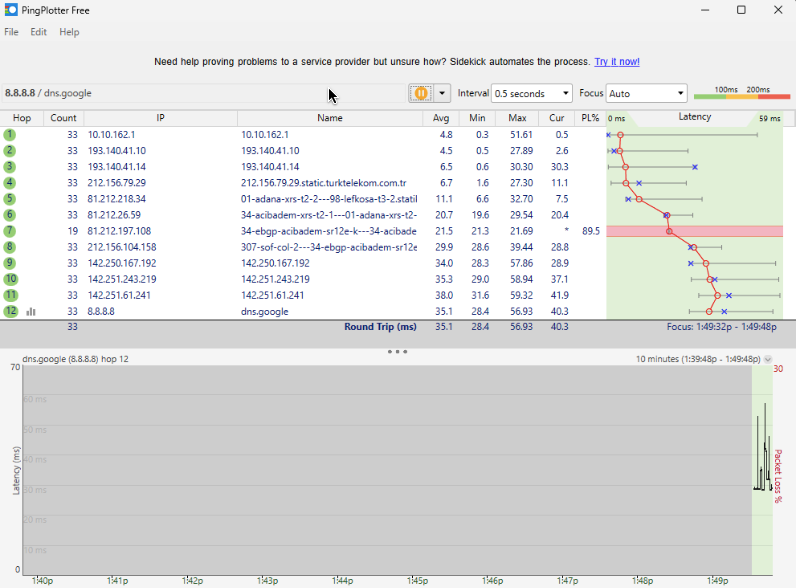 PingPlotter Free
File Edit Help
Need help proving problems to a service provider but unsure how? Sidekick automates the process. Try it now!
8.8.8.8 / dns.google Interval 0.5 seconds Focus Auto 100ms 200ms
Hop Count IP Name Avg Min Max Cur PL% 0 ms Latency 59 ms
1 33 10.10.162.1 10.10.162.1 4.8 0.3 51.61 0.5
2 33 193.140.41.10 193.140.41.10 4.5 0.5 27.89 2.6
3 33 193.140.41.14 193.140.41.14 6.5 0.6 30.30 30.3
4 33 212.156.79.29 212.156.79.29.static.turktelekom.com.tr 6.7 1.6 27.30 11.1
5 33 81.212.218.34 01-adana-xrs-t2-2---98-lefkosa-t3-2.stati 11.1 6.6 32.70 7.5
6 33 81.212.26.59 34-acibadem-xrs-t2-1---01-adana-xrs-t2- 20.7 19.6 29.54 20.4
7 19 81.212.197.108 34-ebgp-acibadem-sr12e-k---34-acibade 21.5 21.3 21.69 * 89.5
8 33 212.156.104.158 307-sof-col-2---34-ebgp-acibadem-sr12e 29.9 28.6 39.44 28.8
9 33 142.250.167.192 142.250.167.192 34.0 28.3 57.86 28.9
10 33 142.251.243.219 142.251.243.219 35.3 29.0 58.94 37.1
11 33 142.251.61.241 142.251.61.241 38.0 31.6 59.32 41.9
12 33 8.8.8.8 dns.google 35.1 28.4 56.93 40.3
33 Round Trip (ms) 35.1 28.4 56.93 40.3 Focus: 1:49:32p - 1:49:48p
dns.google (8.8.8.8) hop 12 10 minutes (1:39:48p - 1:49:48p)
70 30
60 ms
50 ms
40 ms
30 ms
20 ms
10 ms
Latency (ms)
Packet Loss %
0
1:40p 1:41p 1:42p 1:43p 1:44p 1:45p 1:46p 1:47p 1:48p 1:49p